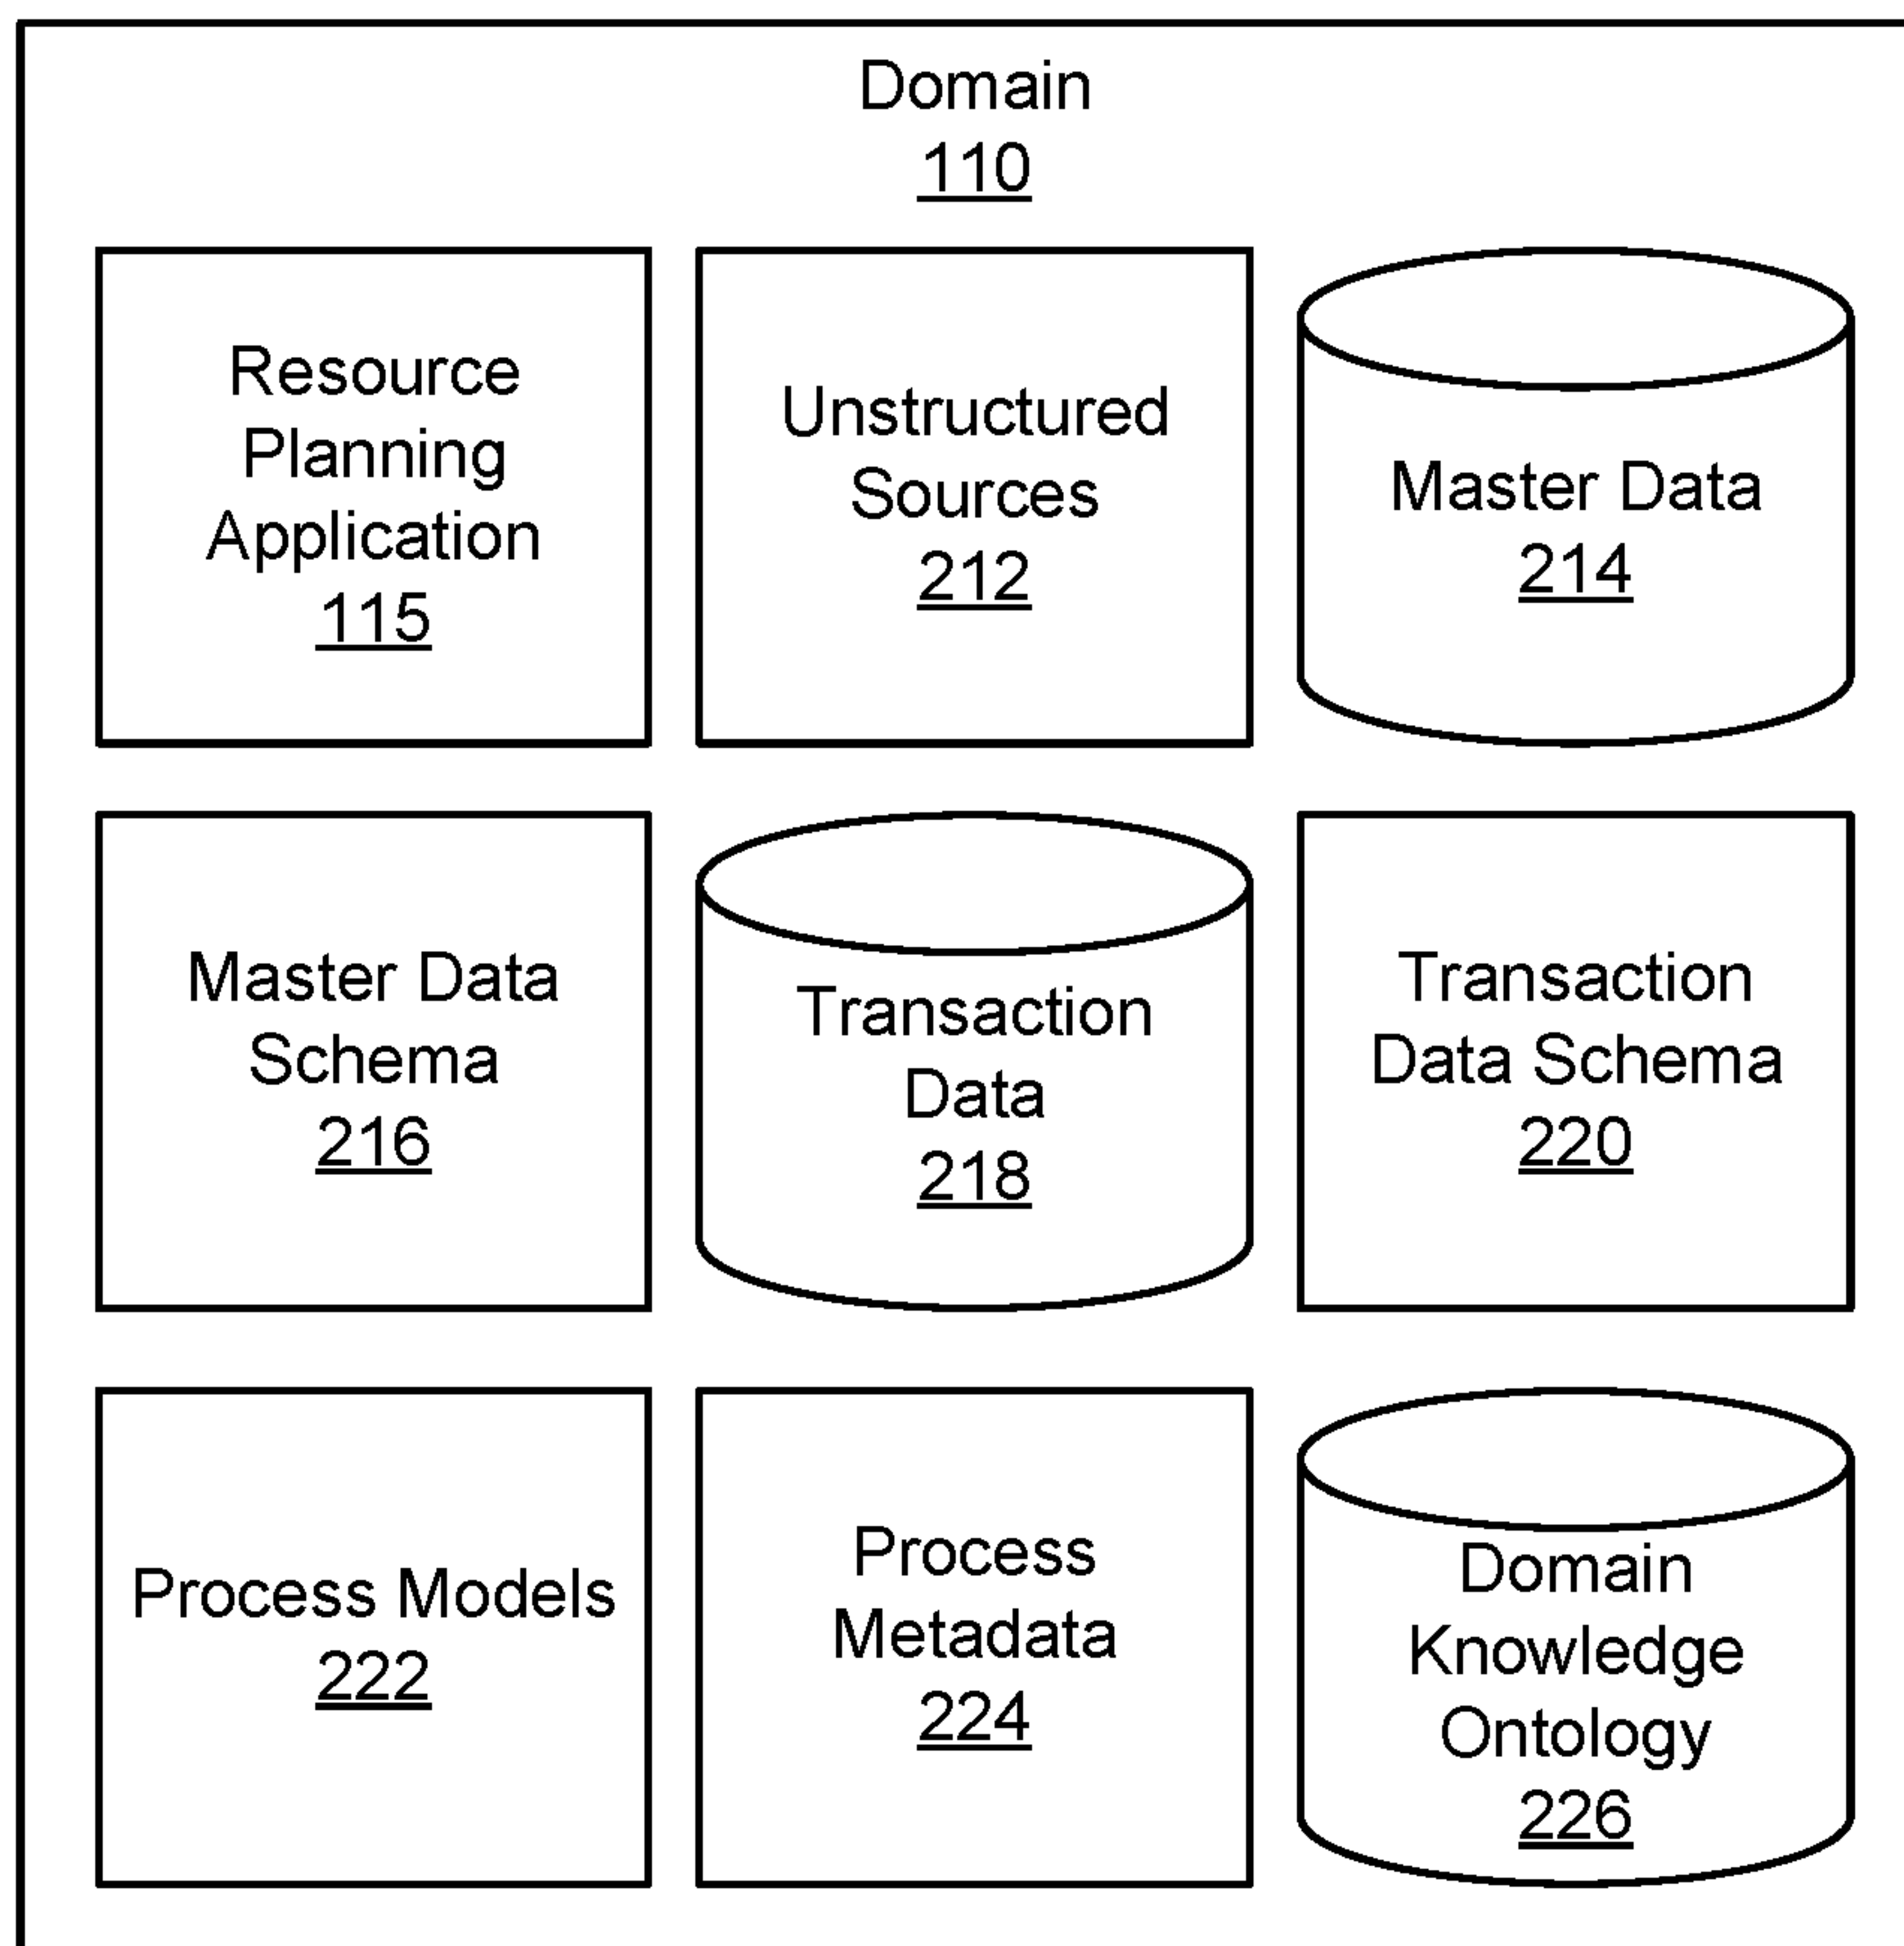 Domain
110
Resource
Planning
Application
115
Unstructured
Sources
212
Master Data
214
Master Data
Schema
216
Transaction
Data
218
Transaction
Data Schema
220
Process Models
222
Process
Metadata
224
Domain
Knowledge
Ontology
226